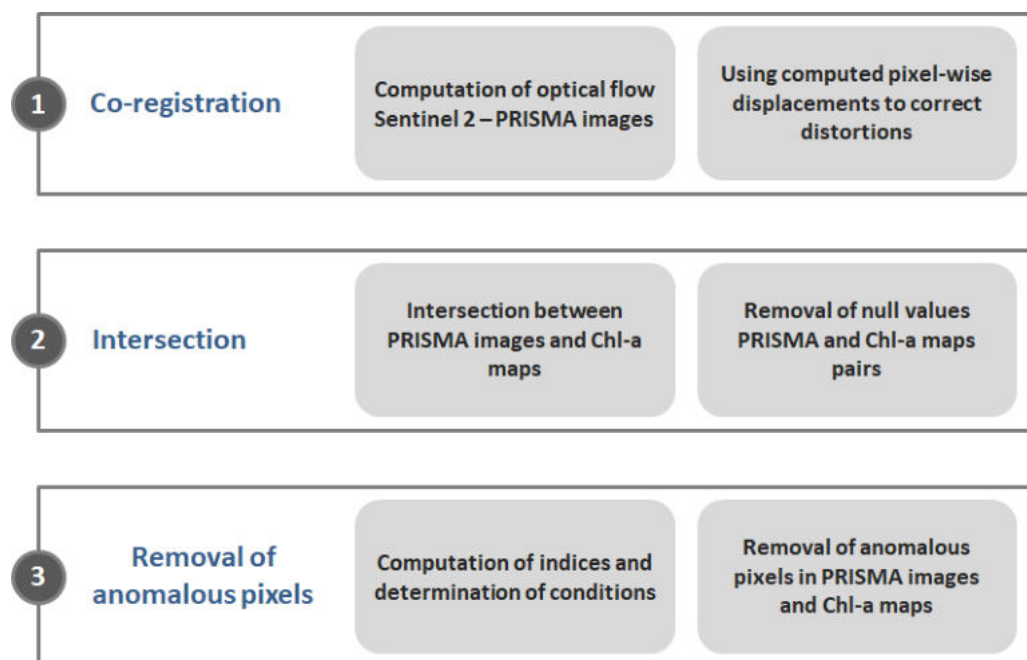 1
Co-registration
Computation of optical flow
Sentinel 2 – PRISMA images
Using computed pixel-wise
displacements to correct
distortions
2
Intersection
Intersection between
PRISMA images and Chl-a
maps
Removal of null values
PRISMA and Chl-a maps
pairs
3
Removal of
anomalous pixels
Computation of indices and
determination of conditions
Removal of anomalous
pixels in PRISMA images
and Chl-a maps